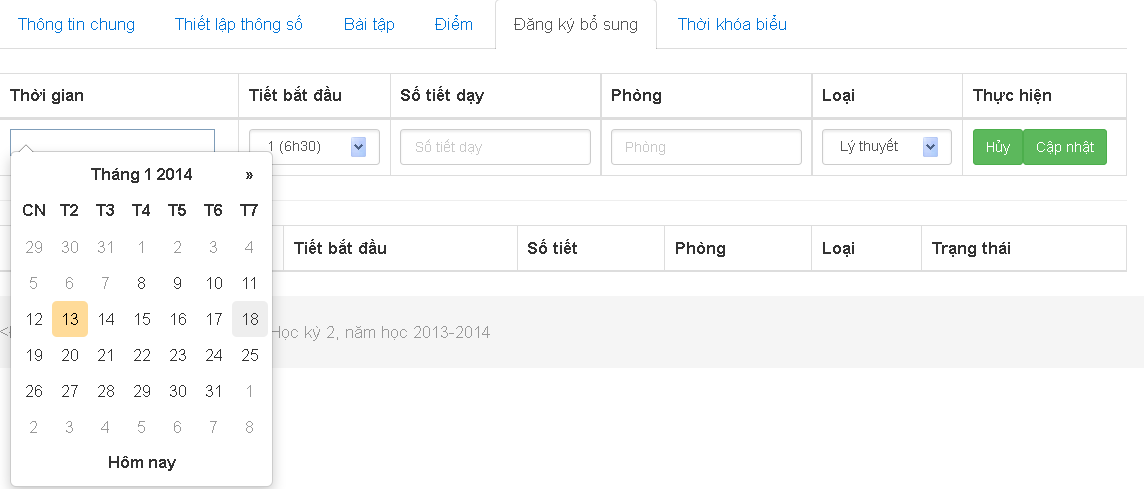 Thông tin chung Thiết lập thông số Bài tập Điểm Đăng ký bổ sung Thời khóa biểu
Thời gian Tiết bắt đầu Số tiết dạy Phòng Loại Thực hiện
1 (6h30) Số tiết dạy Phòng Lý thuyết Hủy Cập nhật
Tháng 1 2014 »
CN T2 T3 T4 T5 T6 T7
29 30 31 1 2 3 4
5 6 7 8 9 10 11
12 13 14 15 16 17 18
19 20 21 22 23 24 25
26 27 28 29 30 31 1
2 3 4 5 6 7 8
Hôm nay
Tiết bắt đầu Số tiết Phòng Loại Trạng thái
Học kỳ 2, năm học 2013-2014